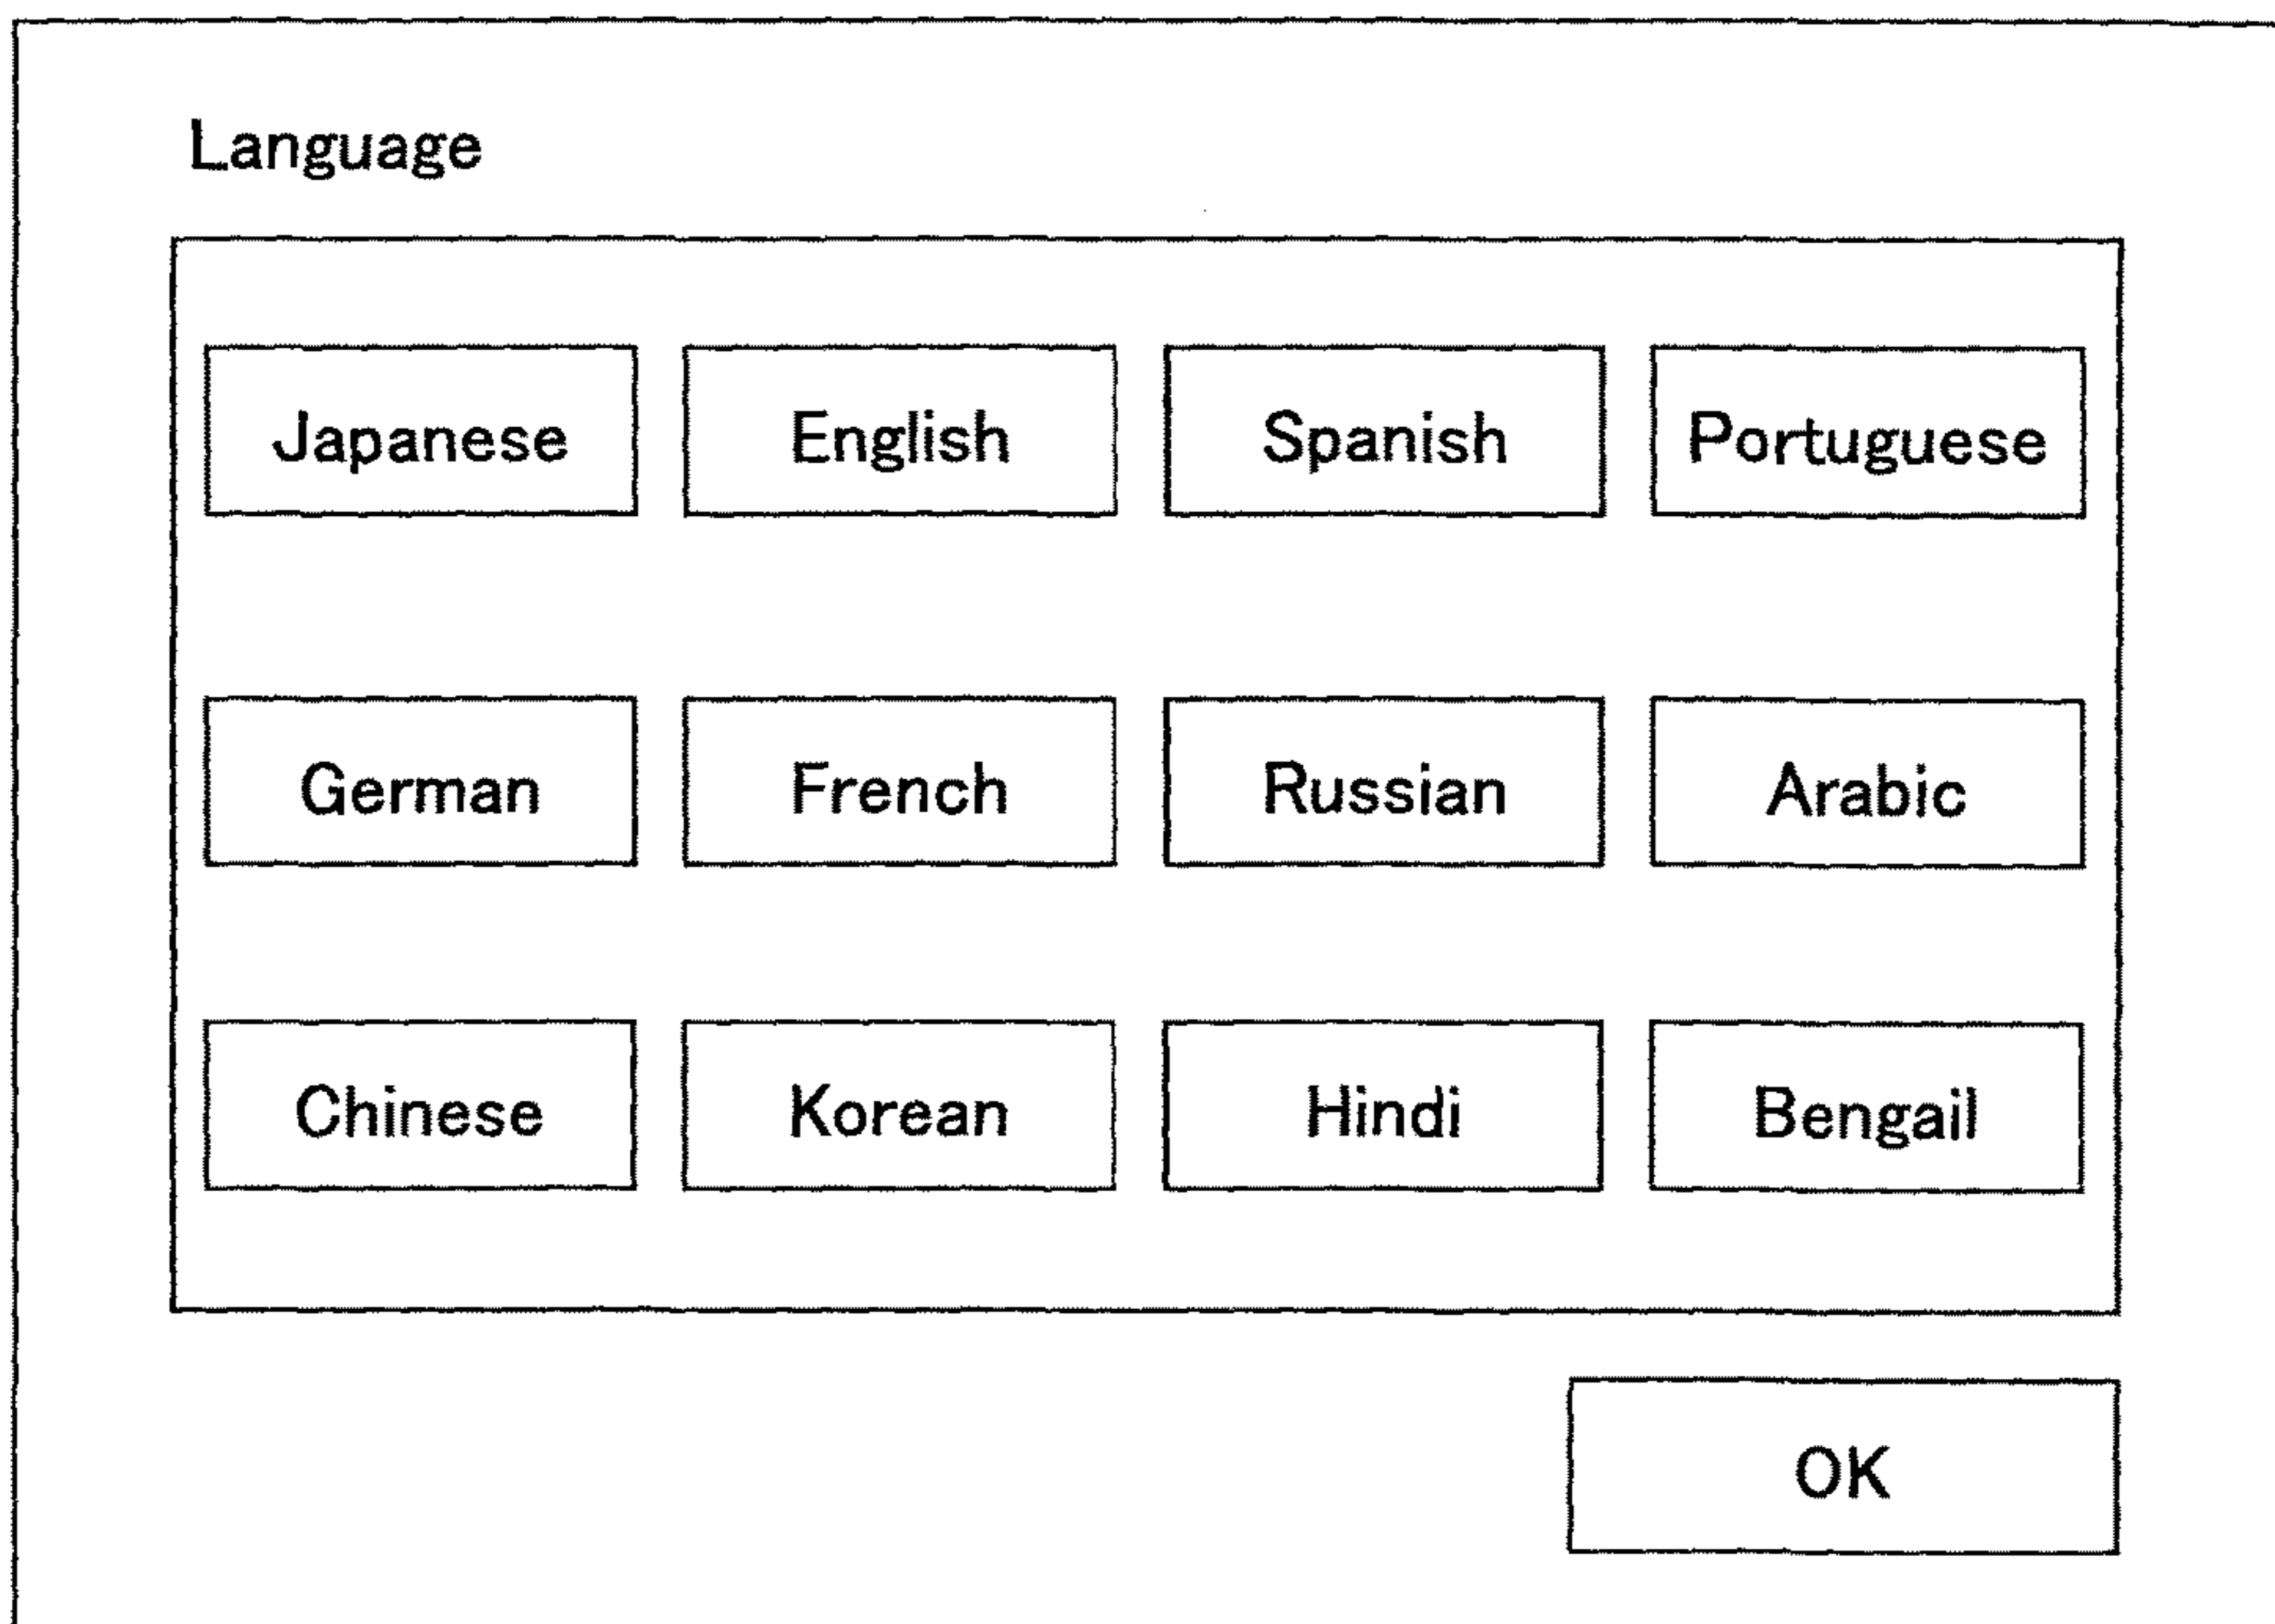 Language
Japanese English Spanish Portuguese
German French Russian Arabic
Chinese Korean Hindi Bengail
OK